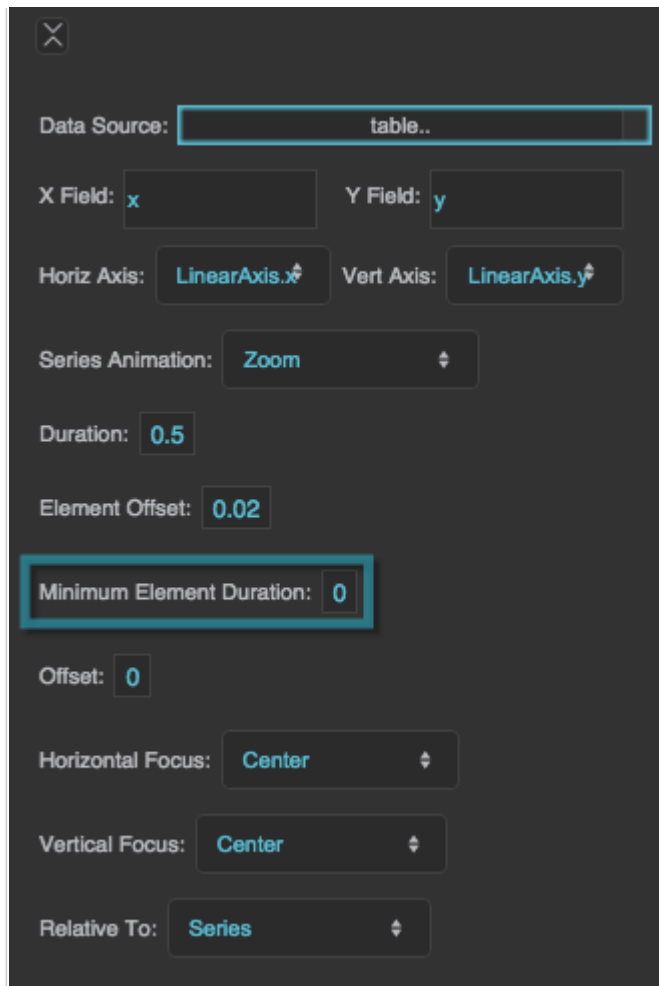 Data Source: table..
X Field: x Y Field: y
Horiz Axis: LinearAxis.x Vert Axis: LinearAxis.y
Series Animation: Zoom
Duration: 0.5
Element Offset: 0.02
Minimum Element Duration: 0
Offset: 0
Horizontal Focus: Center
Vertical Focus: Center
Relative To: Series